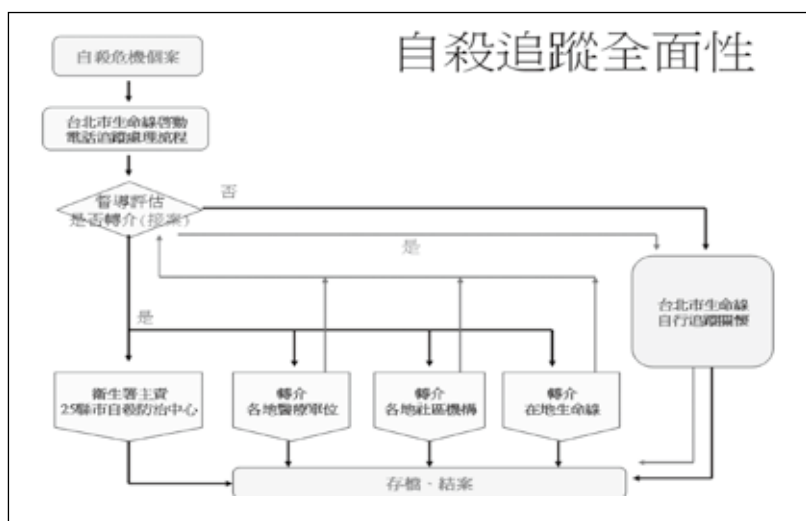 自殺追蹤全面性
自殺危機個案
台北市生命線啓動
電話追蹤處理流程
督導評估
是否轉介(接案)
否
是
台北市生命線
自行追蹤關懷
是
衛生署主責
25縣市自殺防治中心
轉介
各地醫療單位
轉介
各地社區機構
轉介
在地生命線
存檔．結案